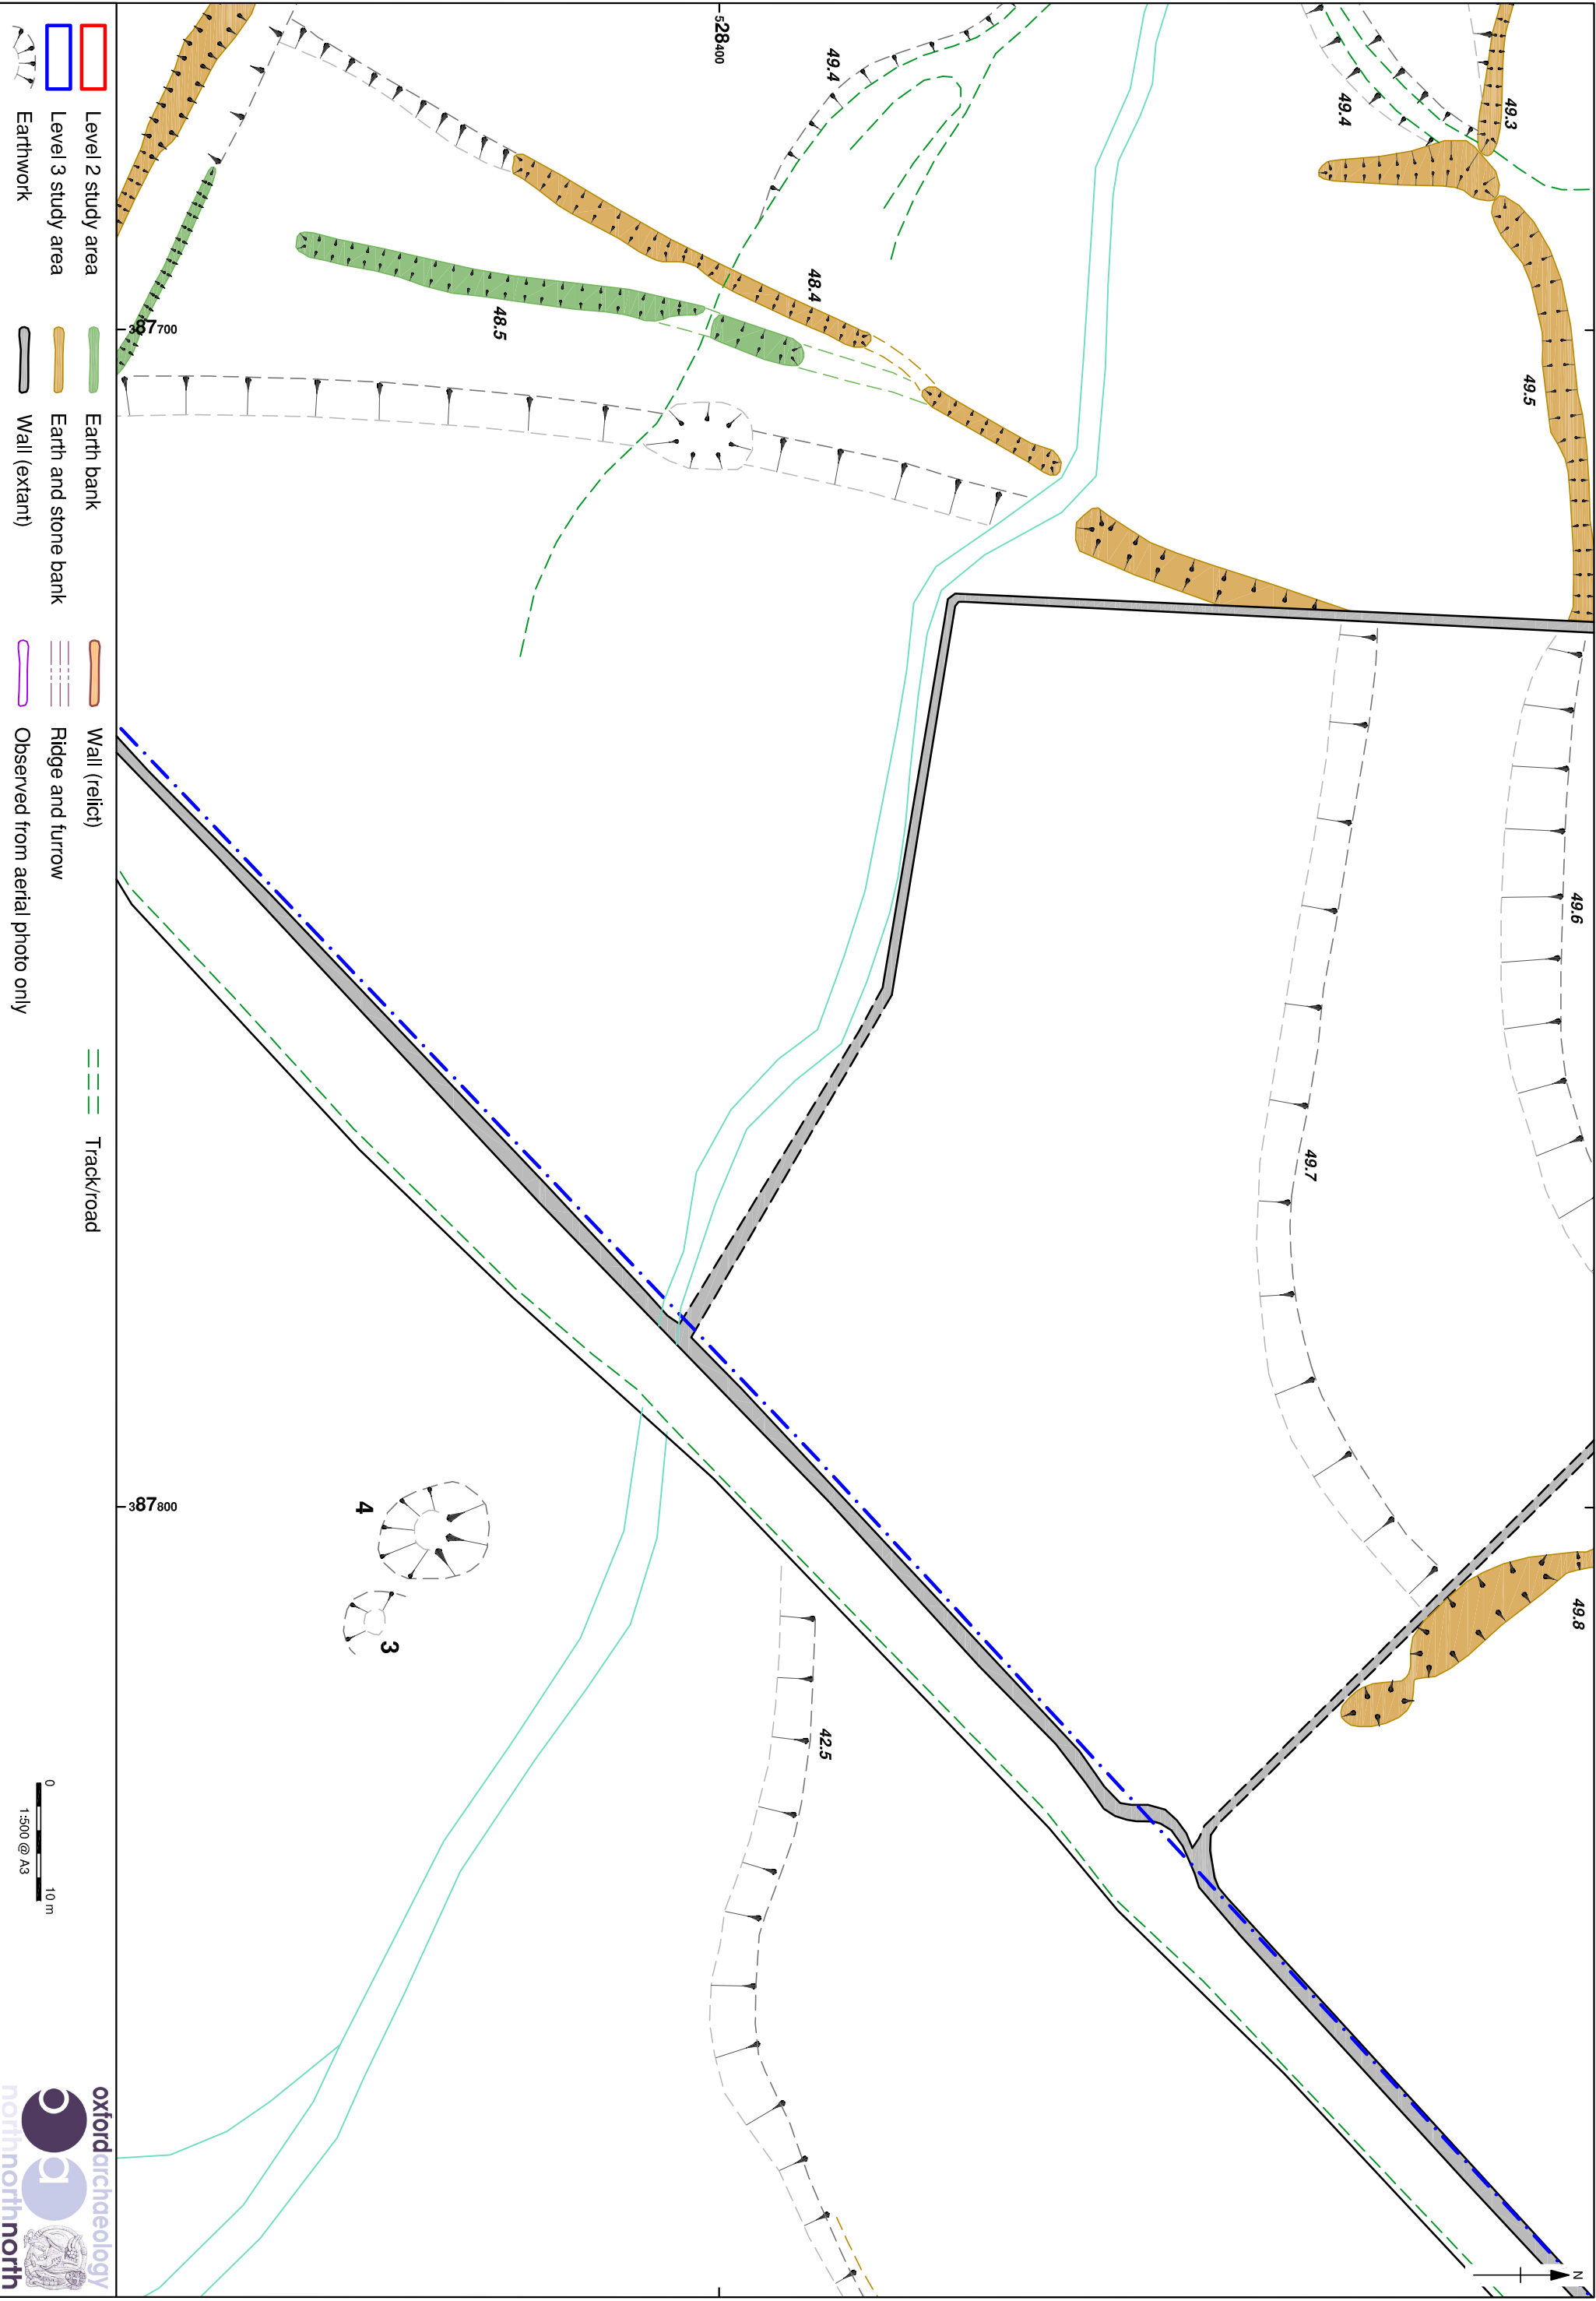 N
49.3
49.4
49.5
49.6
49.7
49.8
49.4
48.4
48.5
42.5
4
3
528400
387700
387800
Level 2 study area
Level 3 study area
Earthwork
Earth bank
Earth and stone bank
Wall (extant)
Wall (relict)
Ridge and furrow
Observed from aerial photo only
Track/road
0
10 m
1:500 @ A3
oxfordarchaeology
northnorthnorth